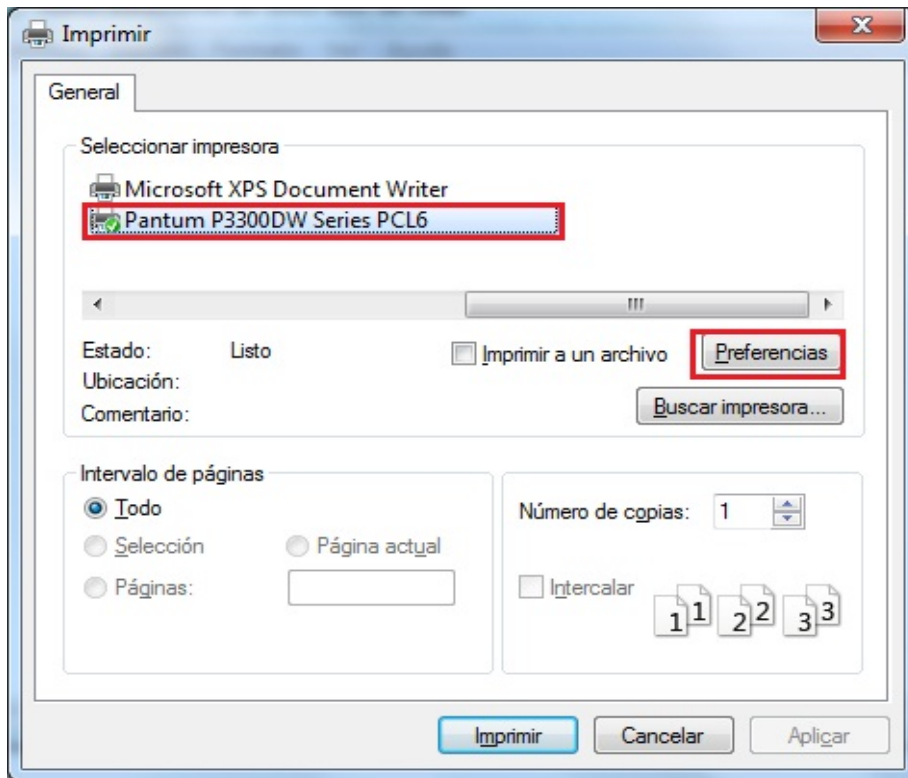 Imprimir
General
Seleccionar impresora
Microsoft XPS Document Writer
Pantum P3300DW Series PCL6
Estado: Listo
Imprimir a un archivo
Preferencias
Ubicación:
Comentario:
Buscar impresora...
Intervalo de páginas
Todo
Selección
Página actual
Páginas:
Número de copias: 1
Intercalar
1 1 2 2 3 3
Imprimir
Cancelar
Aplicar